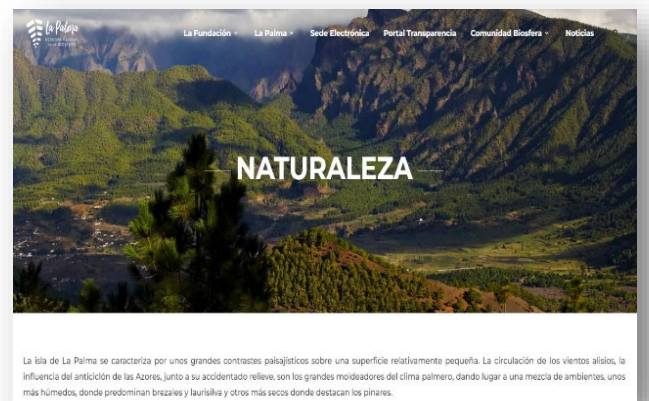 La Palma
La Fundación La Palma Sede Electrónica Portal Transparencia Comunidad Biosfera Noticias
NATURALEZA
La isla de La Palma se caracteriza por unos grandes contrastes paisajísticos sobre una superficie relativamente pequeña. La circulación de los vientos alisios, la
influencia del anticiclón de las Azores, junto a su accidentado relieve, son los grandes moldeadores del clima palmero, dando lugar a una mezcla de ambientes, unos
más húmedos, donde predominan brezales y laurisilva y otros más secos donde destacan los pinares.